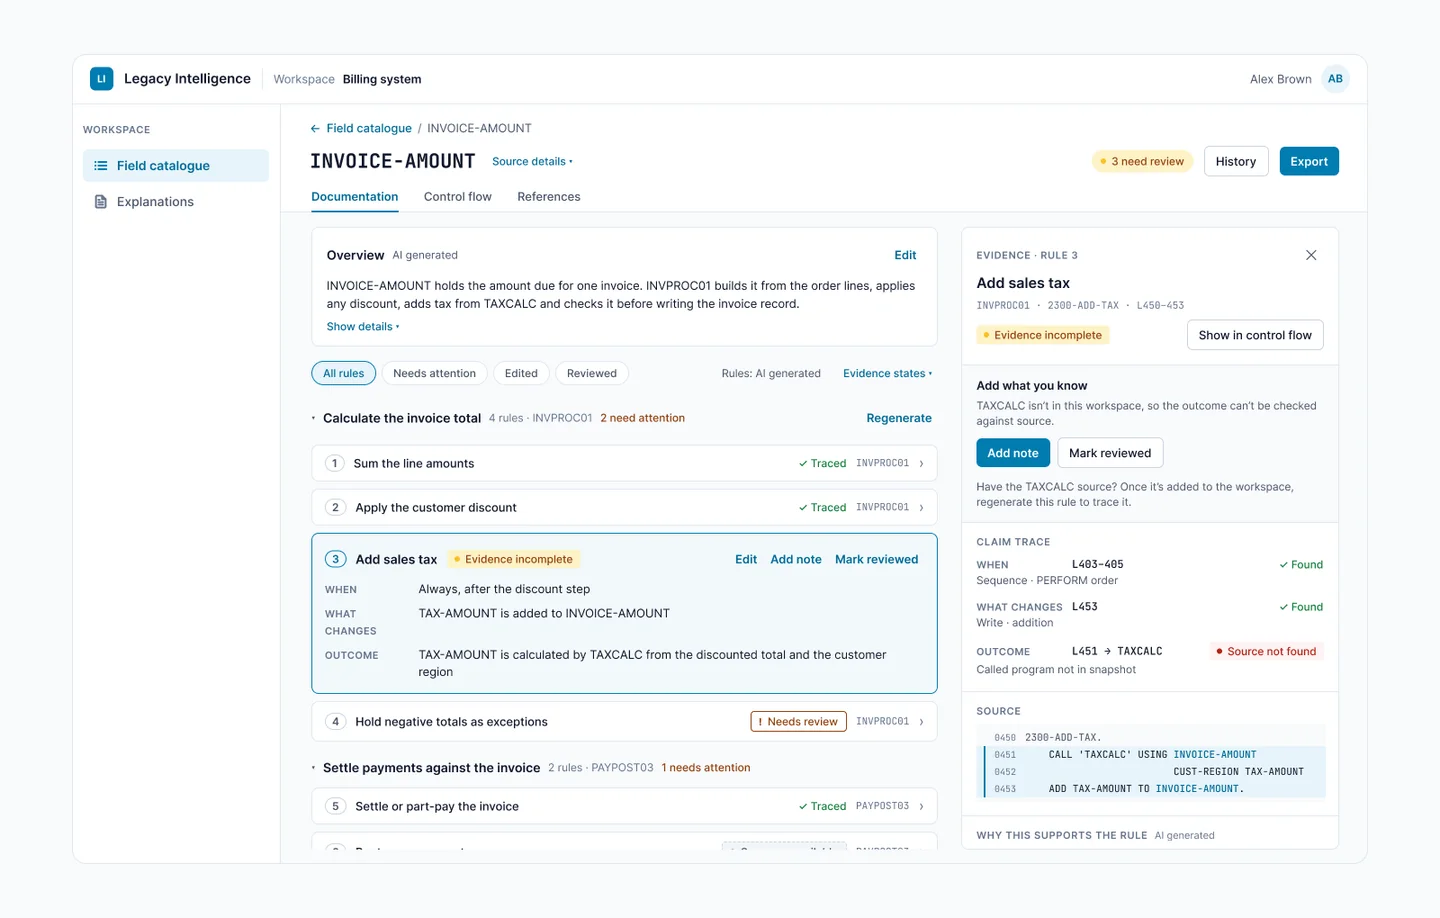 LI Legacy Intelligence Workspace Billing system Alex Brown AB
WORKSPACE
Field catalogue
Explanations
← Field catalogue / INVOICE-AMOUNT
INVOICE-AMOUNT Source details
3 need review History Export
Documentation Control flow References
Overview AI generated Edit
INVOICE-AMOUNT holds the amount due for one invoice. INVPROC01 builds it from the order lines, applies
any discount, adds tax from TAXCALC and checks it before writing the invoice record.
Show details
All rules Needs attention Edited Reviewed Rules: AI generated Evidence states
Calculate the invoice total 4 rules · INVPROC01 2 need attention Regenerate
1 Sum the line amounts ✓ Traced INVPROC01 ›
2 Apply the customer discount ✓ Traced INVPROC01 ›
3 Add sales tax Evidence incomplete Edit Add note Mark reviewed
WHEN Always, after the discount step
WHAT TAX-AMOUNT is added to INVOICE-AMOUNT
CHANGES
OUTCOME TAX-AMOUNT is calculated by TAXCALC from the discounted total and the customer
region
4 Hold negative totals as exceptions ! Needs review INVPROC01 ›
Settle payments against the invoice 2 rules · PAYPOST03 1 needs attention
5 Settle or part-pay the invoice ✓ Traced PAYPOST03 ›
EVIDENCE · RULE 3
Add sales tax
INVPROC01 · 2300-ADD-TAX · L450–453
Evidence incomplete Show in control flow
Add what you know
TAXCALC isn’t in this workspace, so the outcome can’t be checked
against source.
Add note Mark reviewed
Have the TAXCALC source? Once it’s added to the workspace,
regenerate this rule to trace it.
CLAIM TRACE
WHEN L403–405 ✓ Found
Sequence · PERFORM order
WHAT CHANGES L453 ✓ Found
Write · addition
OUTCOME L451 → TAXCALC Source not found
Called program not in snapshot
SOURCE
0450 2300-ADD-TAX.
0451 CALL 'TAXCALC' USING INVOICE-AMOUNT
0452 CUST-REGION TAX-AMOUNT
0453 ADD TAX-AMOUNT TO INVOICE-AMOUNT.
WHY THIS SUPPORTS THE RULE AI generated